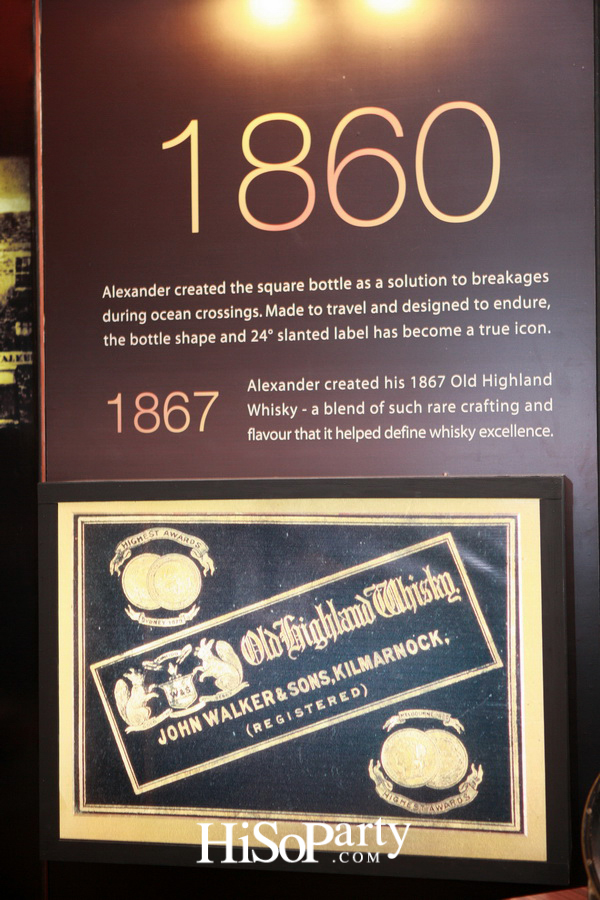 1860
Alexander created the square bottle as a solution to breakages
during ocean crossings. Made to travel and designed to endure,
the bottle shape and 24° slanted label has become a true icon.
1867
Alexander created his 1867 Old Highland
Whisky - a blend of such rare crafting and
flavour that it helped define whisky excellence.
HIGHEST AWARDS
Old Highland Whisky
JOHN WALKER & SONS, KILMARNOCK.
(REGISTERED)
HIGHEST AWARDS
HiSoParty
.COM